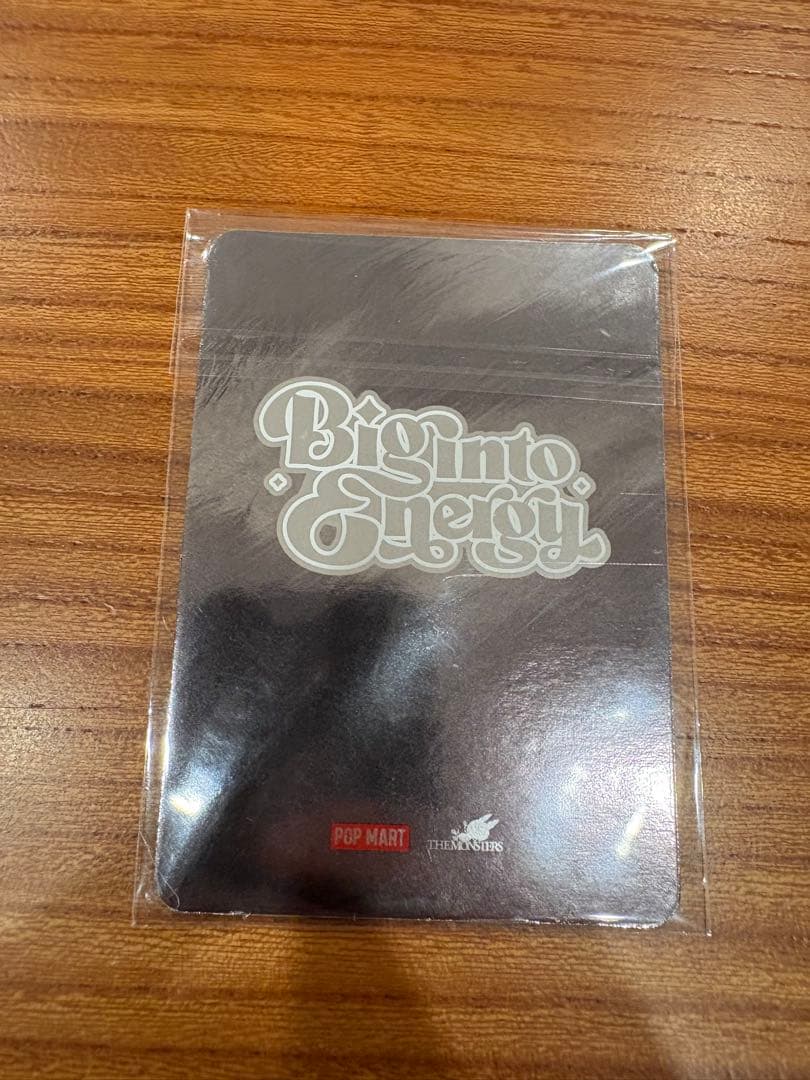 Big into
Energy
POP MART
THE MONSTERS